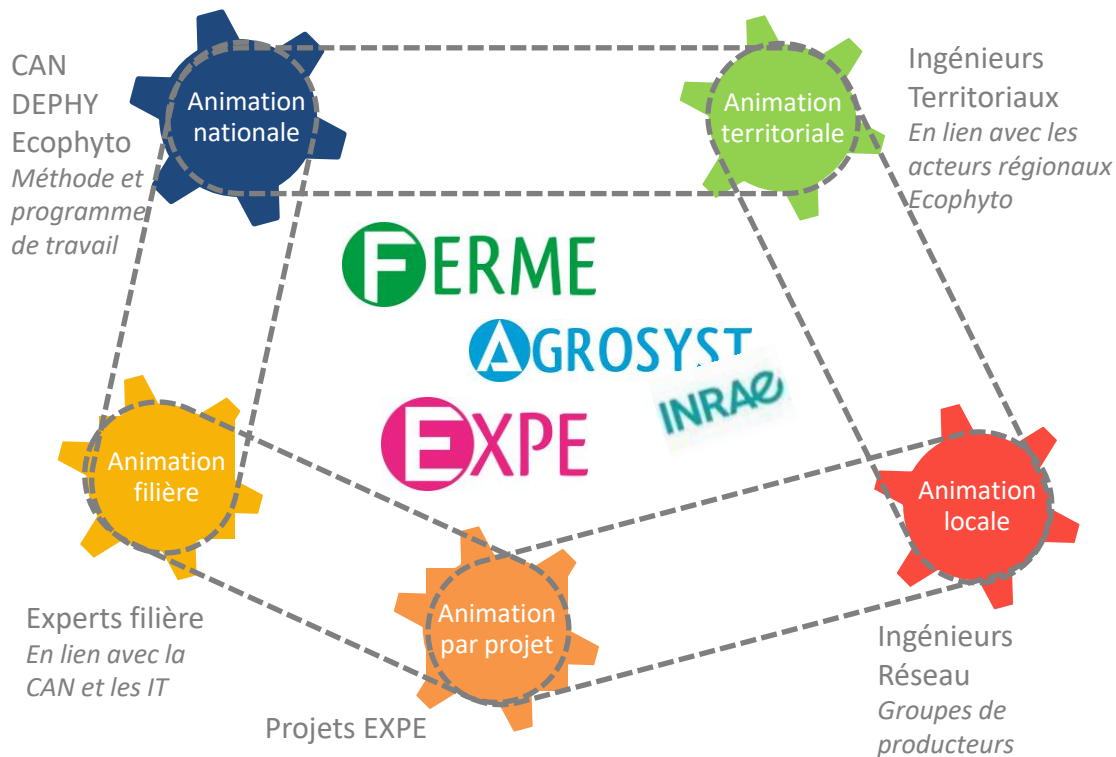 CAN
DEPHY
Ecophyto
Méthode et
programme
de travail
Animation
nationale
Animation
territoriale
Ingénieurs
Territoriaux
En lien avec les
acteurs régionaux
Ecophyto
FERME
AGROSYST
INRAE
EXPE
Animation
filière
Animation
locale
Experts filière
En lien avec la
CAN et les IT
Animation
par projet
Projets EXPE
Ingénieurs
Réseau
Groupes de
producteurs